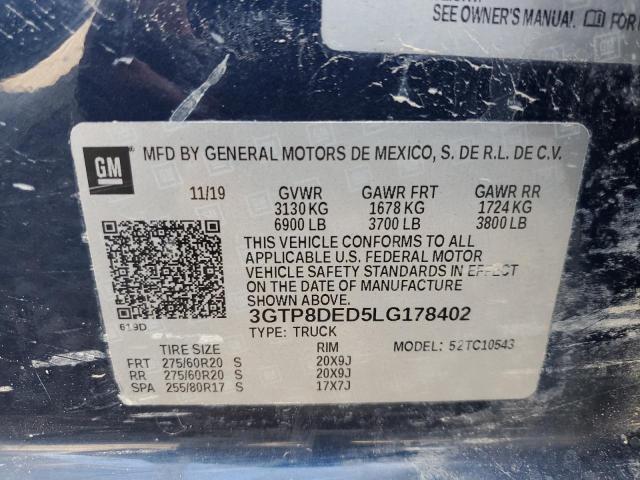 SEE OWNER'S MANUAL. FOR
GM
MFD BY GENERAL MOTORS DE MEXICO, S. DE R.L. DE C.V.
11/19 GVWR GAWR FRT GAWR RR
3130 KG 1678 KG 1724 KG
6900 LB 3700 LB 3800 LB
THIS VEHICLE CONFORMS TO ALL
APPLICABLE U.S. FEDERAL MOTOR
VEHICLE SAFETY STANDARDS IN EFFECT
ON THE DATE OF MANUFACTURE
SHOWN ABOVE.
619D 3GTP8DED5LG178402
TYPE: TRUCK
TIRE SIZE RIM MODEL: 52TC10543
FRT 275/60R20 S 20X9J
RR 275/60R20 S 20X9J
SPA 255/80R17 S 17X7J